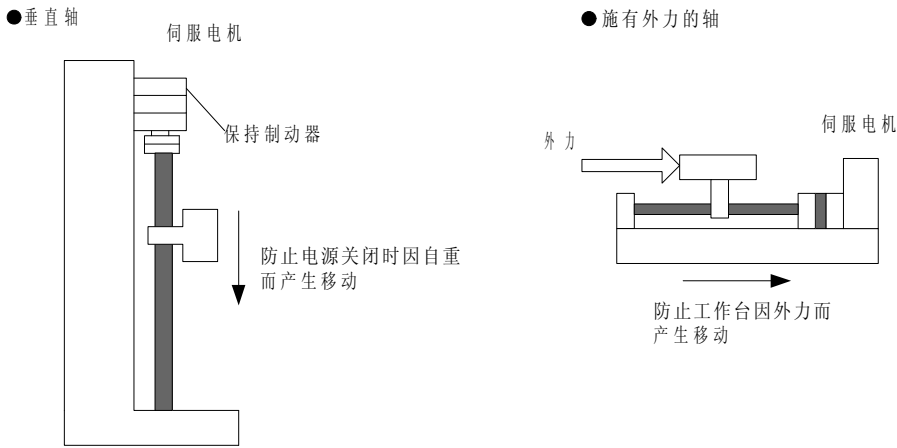 ●垂直轴
伺服电机
保持制动器
防止电源关闭时因自重
而产生移动
●施有外力的轴
外力
伺服电机
防止工作台因外力而
产生移动